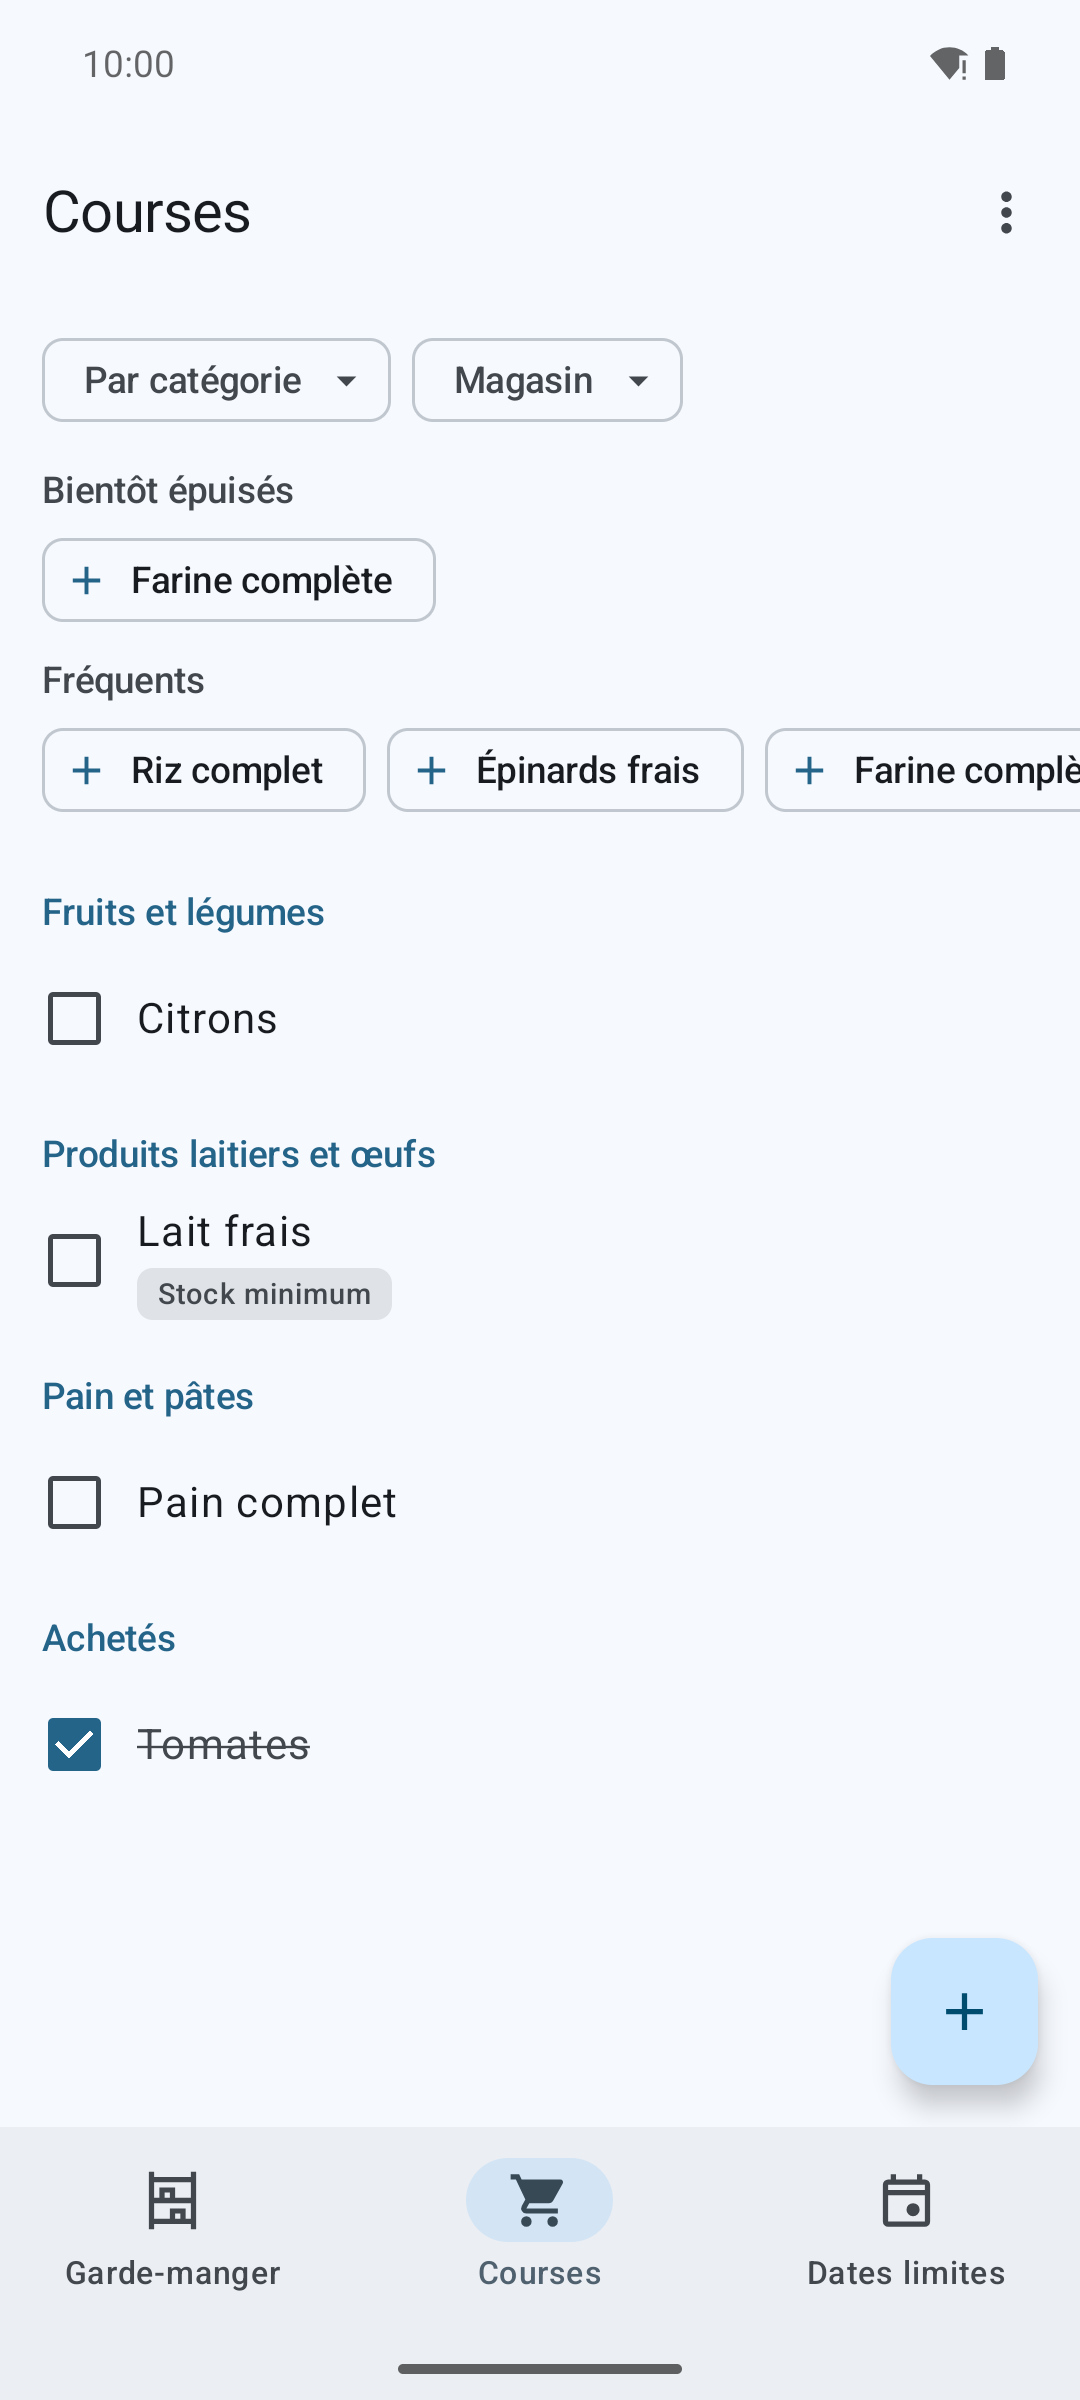 10:00
Courses
Par catégorie
Magasin
Bientôt épuisés
Farine complète
Fréquents
Riz complet
Épinards frais
Farine complè
Fruits et légumes
Citrons
Produits laitiers et œufs
Lait frais
Stock minimum
Pain et pâtes
Pain complet
Achetés
Tomates
Garde-manger
Courses
Dates limites